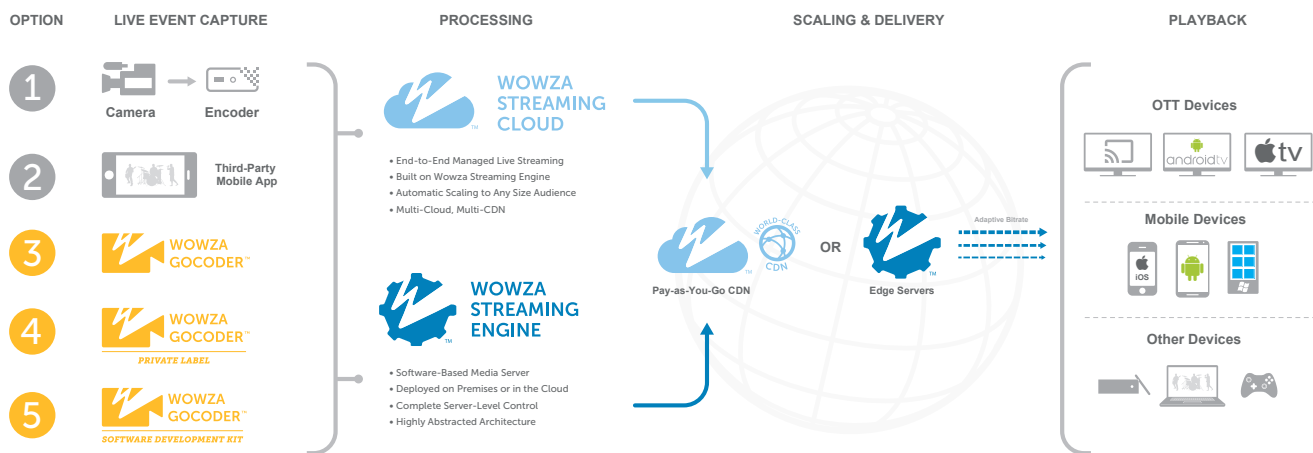 OPTION
LIVE EVENT CAPTURE
PROCESSING
SCALING & DELIVERY
PLAYBACK
1
Camera
Encoder
2
Third-Party
Mobile App
3
WOWZA
GOCODER™
4
WOWZA
GOCODER™
PRIVATE LABEL
5
WOWZA
GOCODER™
SOFTWARE DEVELOPMENT KIT
WOWZA
STREAMING
CLOUD
TM
• End-to-End Managed Live Streaming
• Built on Wowza Streaming Engine
• Automatic Scaling to Any Size Audience
• Multi-Cloud, Multi-CDN
WOWZA
STREAMING
ENGINE
TM
• Software-Based Media Server
• Deployed on Premises or in the Cloud
• Complete Server-Level Control
• Highly Abstracted Architecture
TM
WORLD-CLASS
CDN
Pay-as-You-Go CDN
OR
TM
Edge Servers
Adaptive Bitrate
OTT Devices
androidtv
tv
Mobile Devices
iOS
Other Devices